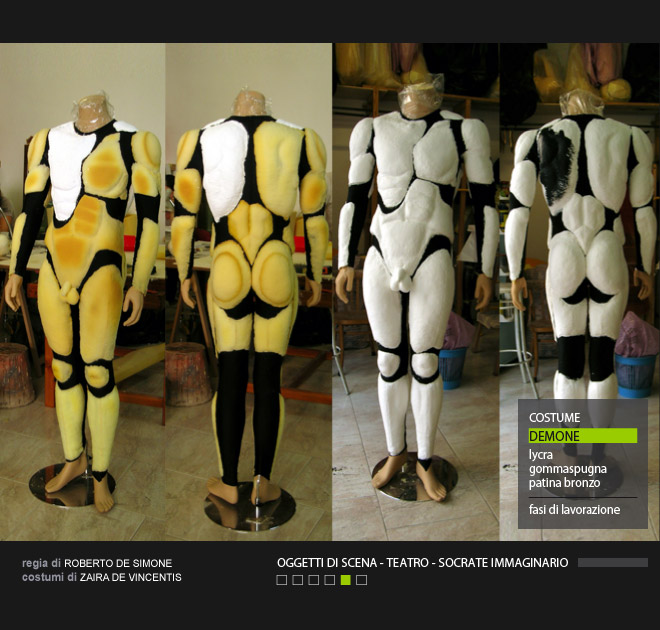 COSTUME
DEMONE
lycra
gommaspugna
patina bronzo
fasi di lavorazione
regia di ROBERTO DE SIMONE
costumi di ZAIRA DE VINCENTIS
OGGETTI DI SCENA - TEATRO - SOCRATE IMMAGINARIO